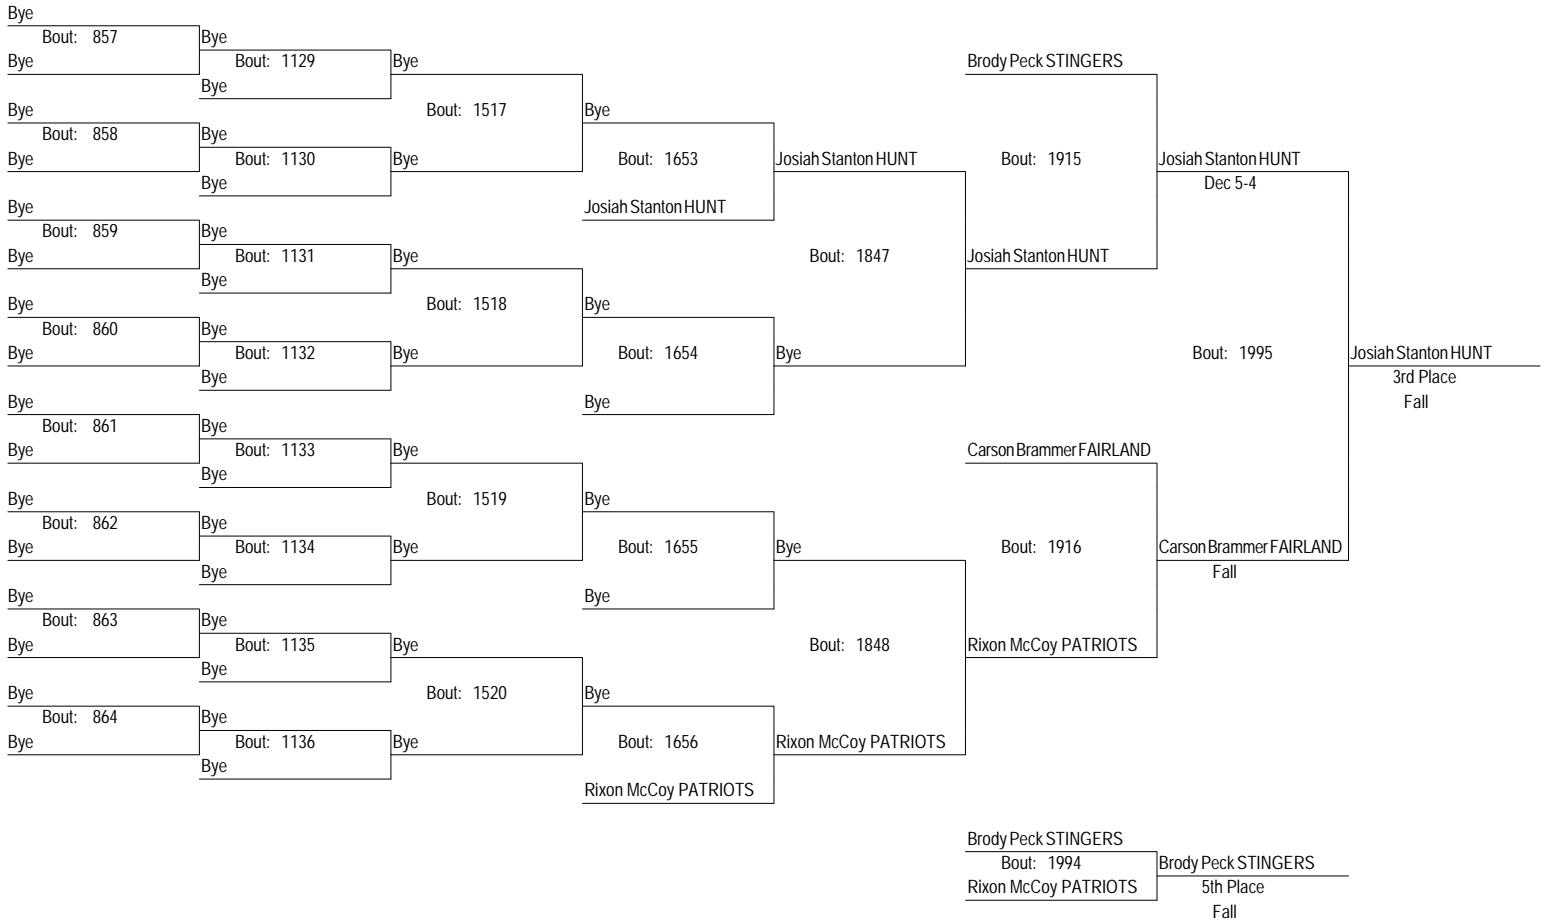 Bye
Bout: 857 Bye
Bye Bout: 1129 Bye Brody Peck STINGERS
Bye
Bye Bout: 1517 Bye
Bout: 858 Bye
Bye Bout: 1130 Bye Bout: 1653 Josiah Stanton HUNT Bout: 1915 Josiah Stanton HUNT
Bye Dec 5-4
Bye Josiah Stanton HUNT
Bout: 859 Bye
Bye Bout: 1131 Bye Bout: 1847 Josiah Stanton HUNT
Bye
Bye Bout: 1518 Bye
Bout: 860 Bye
Bye Bout: 1132 Bye Bout: 1654 Bye Bout: 1995 Josiah Stanton HUNT
Bye 3rd Place
Bye Bye Fall
Bout: 861 Bye
Bye Bout: 1133 Bye Carson Brammer FAIRLAND
Bye
Bye Bout: 1519 Bye
Bout: 862 Bye
Bye Bout: 1134 Bye Bout: 1655 Bye Bout: 1916 Carson Brammer FAIRLAND
Bye Fall
Bye Bye
Bout: 863 Bye
Bye Bout: 1135 Bye Bout: 1848 Rixon McCoy PATRIOTS
Bye
Bye Bout: 1520 Bye
Bout: 864 Bye
Bye Bout: 1136 Bye Bout: 1656 Rixon McCoy PATRIOTS
Bye
Rixon McCoy PATRIOTS
Brody Peck STINGERS
Bout: 1994 Brody Peck STINGERS
Rixon McCoy PATRIOTS 5th Place
Fall